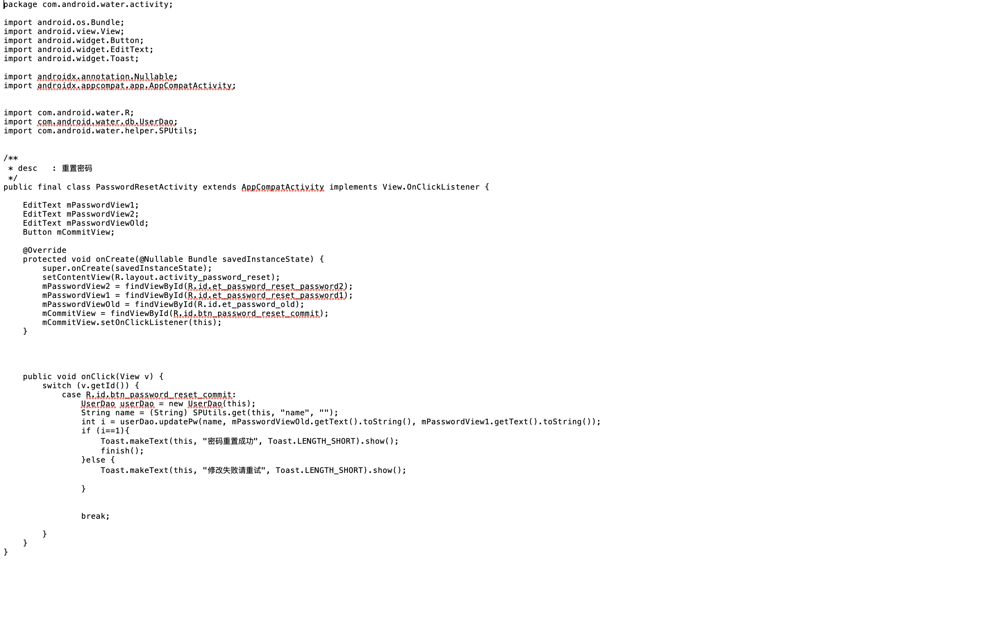 package com.android.water.activity;

import android.os.Bundle;
import android.view.View;
import android.widget.Button;
import android.widget.EditText;
import android.widget.Toast;

import androidx.annotation.Nullable;
import androidx.appcompat.app.AppCompatActivity;


import com.android.water.R;
import com.android.water.db.UserDao;
import com.android.water.helper.SPUtils;


/**
 * desc   : 重置密码
 */
public final class PasswordResetActivity extends AppCompatActivity implements View.OnClickListener {

    EditText mPasswordView1;
    EditText mPasswordView2;
    EditText mPasswordViewOld;
    Button mCommitView;

    @Override
    protected void onCreate(@Nullable Bundle savedInstanceState) {
        super.onCreate(savedInstanceState);
        setContentView(R.layout.activity_password_reset);
        mPasswordView2 = findViewById(R.id.et_password_reset_password2);
        mPasswordView1 = findViewById(R.id.et_password_reset_password1);
        mPasswordViewOld = findViewById(R.id.et_password_old);
        mCommitView = findViewById(R.id.btn_password_reset_commit);
        mCommitView.setOnClickListener(this);
    }




    public void onClick(View v) {
        switch (v.getId()) {
            case R.id.btn_password_reset_commit:
                UserDao userDao = new UserDao(this);
                String name = (String) SPUtils.get(this, "name", "");
                int i = userDao.updatePw(name, mPasswordViewOld.getText().toString(), mPasswordView1.getText().toString());
                if (i==1){
                    Toast.makeText(this, "密码重置成功", Toast.LENGTH_SHORT).show();
                    finish();
                }else {
                    Toast.makeText(this, "修改失败请重试", Toast.LENGTH_SHORT).show();

                }


                break;

        }
    }
}